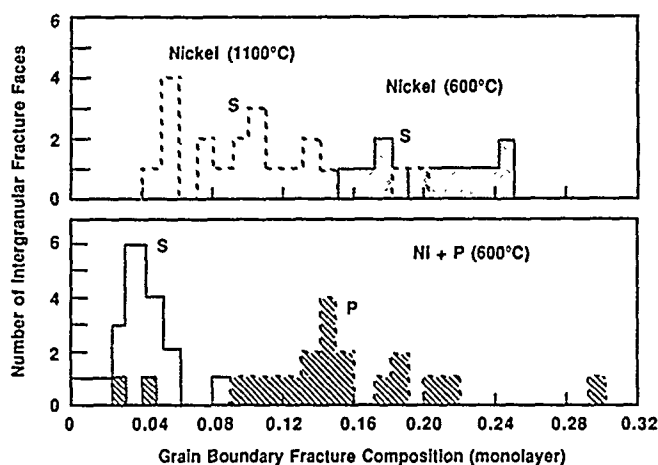 6
Nickel (1100°C)
4
Nickel (600°C)
S
S
2
0
6
S
Ni + P (600°C)
4
P
2
0
0 0.04 0.08 0.12 0.16 0.20 0.24 0.28 0.32
Number of Intergranular Fracture Faces
Grain Boundary Fracture Composition (monolayer)